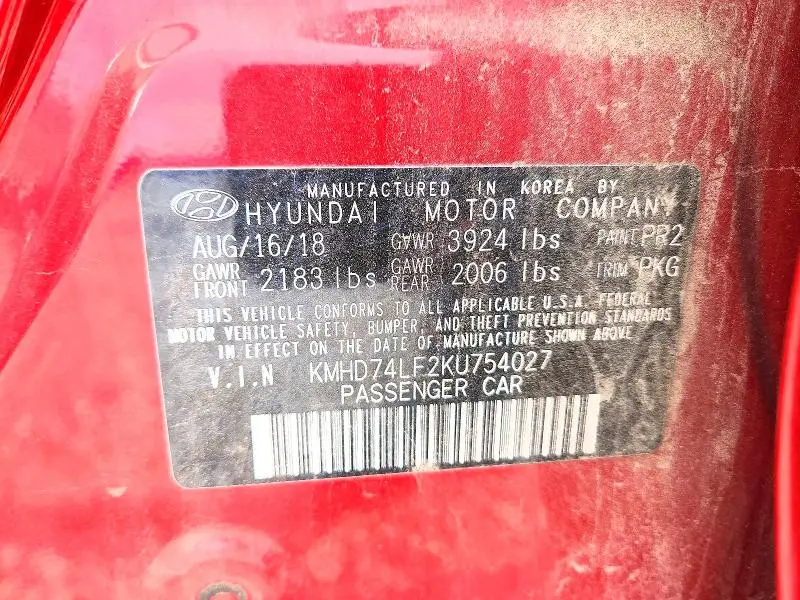 MANUFACTURED IN KOREA BY
HYUNDAI MOTOR COMPANY
AUG/16/18 GVWR 3924 lbs PAINT PR2
GAWR FRONT 2183 lbs GAWR REAR 2006 lbs TRIM PKG
THIS VEHICLE CONFORMS TO ALL APPLICABLE U.S.A. FEDERAL
MOTOR VEHICLE SAFETY, BUMPER, AND THEFT PREVENTION STANDARDS
IN EFFECT ON THE DATE OF MANUFACTURE SHOWN ABOVE
V.I.N KMHD74LF2KU754027
PASSENGER CAR